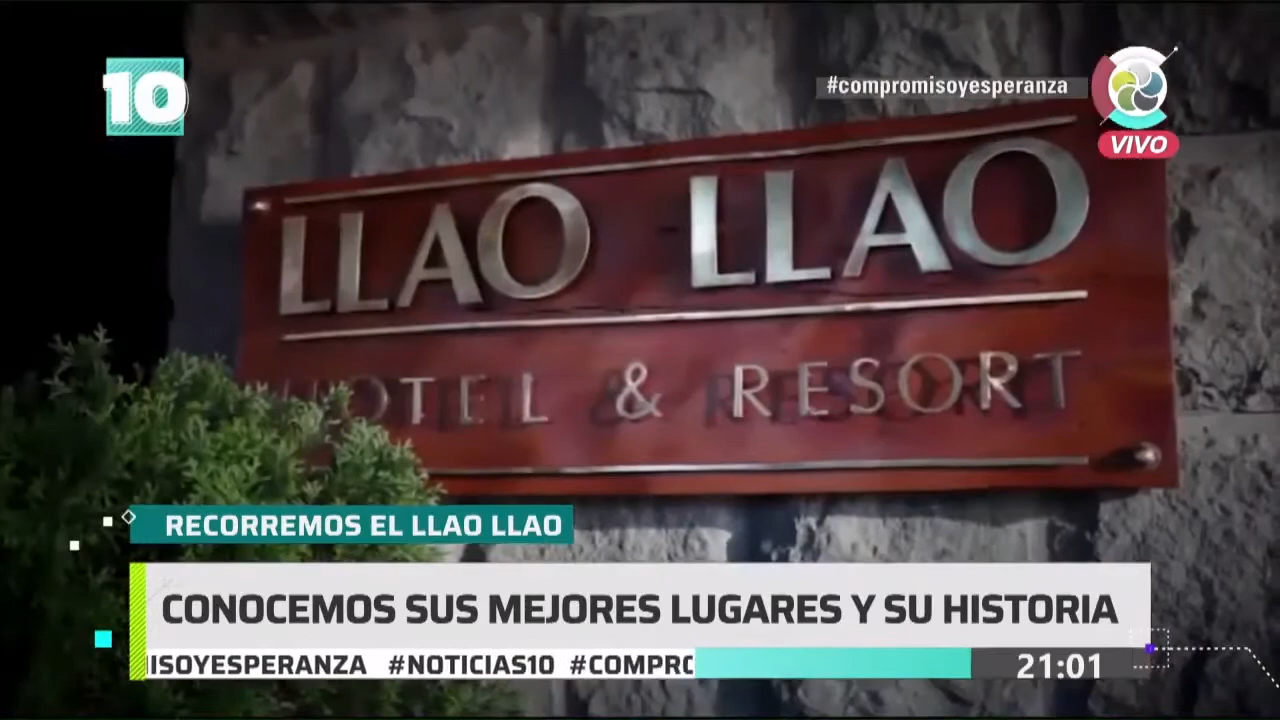 10
#compromisoyesperanza
VIVO
LLAO LLAO
HOTEL & RESORT
RECORREMOS EL LLAO LLAO
CONOCEMOS SUS MEJORES LUGARES Y SU HISTORIA
ISOYESPERANZA #NOTICIAS10 #COMPRO
21:01